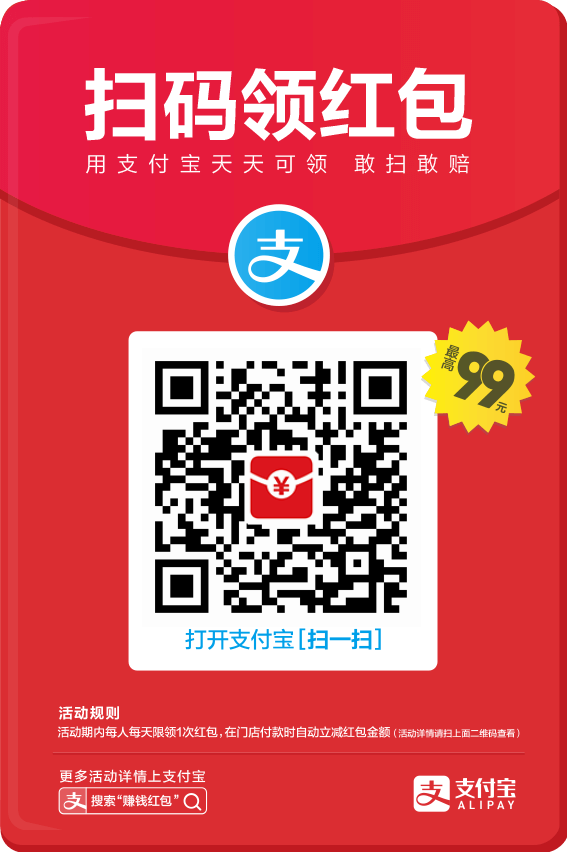 扫码领红包
用支付宝天天可领 敢扫敢赔
支
最高99元
¥
打开支付宝[扫一扫]
活动规则
活动期内每人每天限领1次红包，在门店付款时自动立减红包金额（活动详情请扫上面二维码查看）
更多活动详情上支付宝
支 搜索“赚钱红包”
支 支付宝
ALIPAY